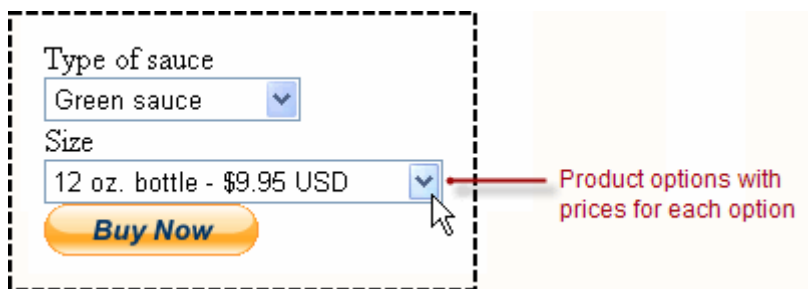 Type of sauce
Green sauce
Size
12 oz. bottle - $9.95 USD
Product options with
prices for each option
Buy Now